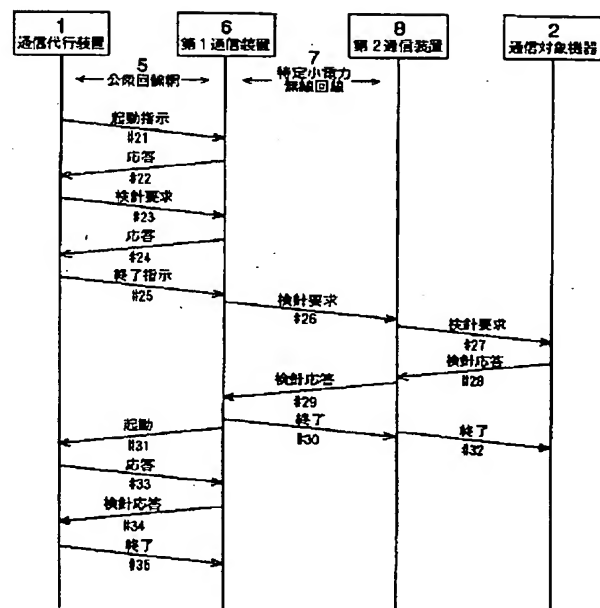 1
通信代行装置
6
第1通信装置
8
第2通信装置
2
通信対象機器
5
公衆回線網
7
特定小電力
無線回線
起動指示
#21
応答
#22
検針要求
#23
応答
#24
終了指示
#25
検針要求
#26
検針要求
#27
検針応答
#28
検針応答
#29
終了
#30
起動
#31
終了
#32
応答
#33
検針応答
#34
終了
#35